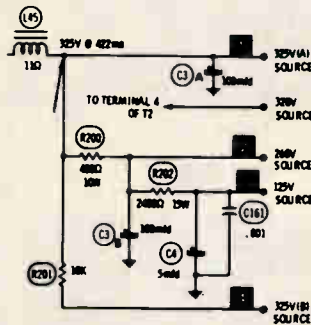 L45
325V @ 422ma
11Ω
C3 A
100mfd
325V(A)
SOURCE
TO TERMINAL 4
OF T2
320V
SOURCE
R200
400Ω
10W
260V
SOURCE
R202
2400Ω 15W
125V
SOURCE
C3 B
100mfd
C4
5mfd
C161
.001
R201
10K
325V(B)
SOURCE